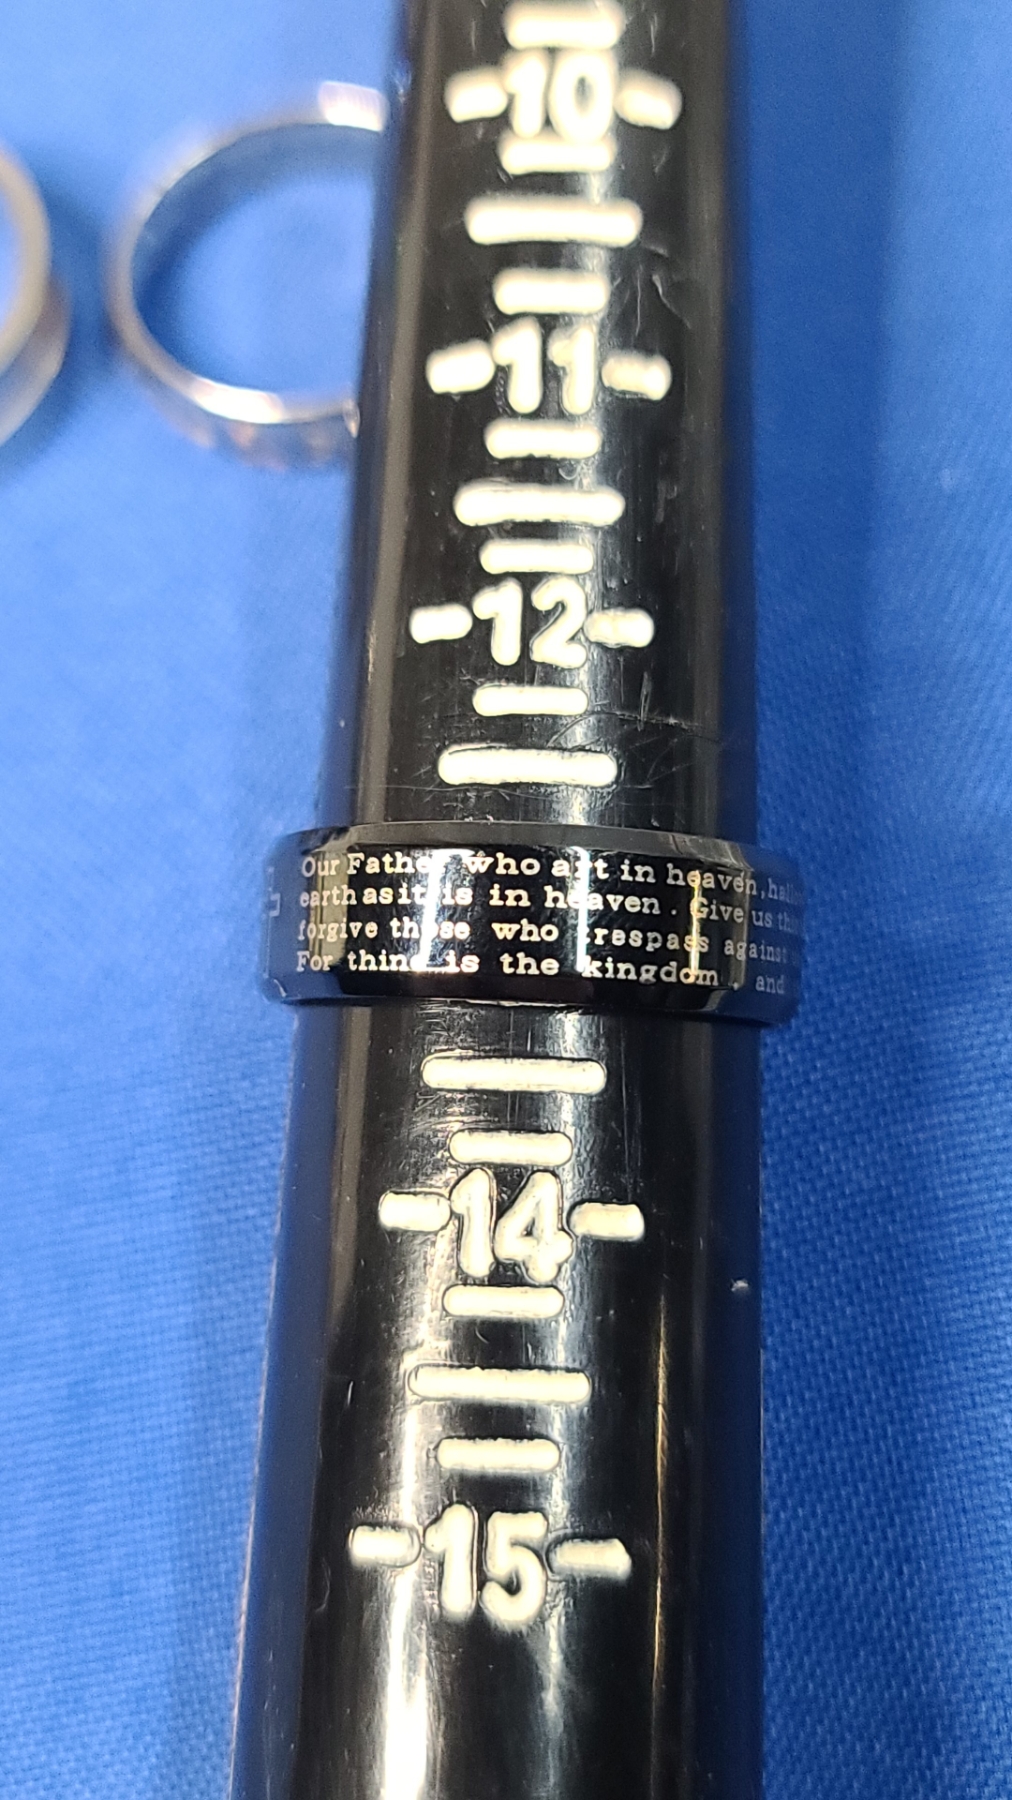 10
11
12
Our Father who art in heaven,
earth as it is in heaven. Give us
forgive those who trespass against
For thine is the kingdom, and
14
15